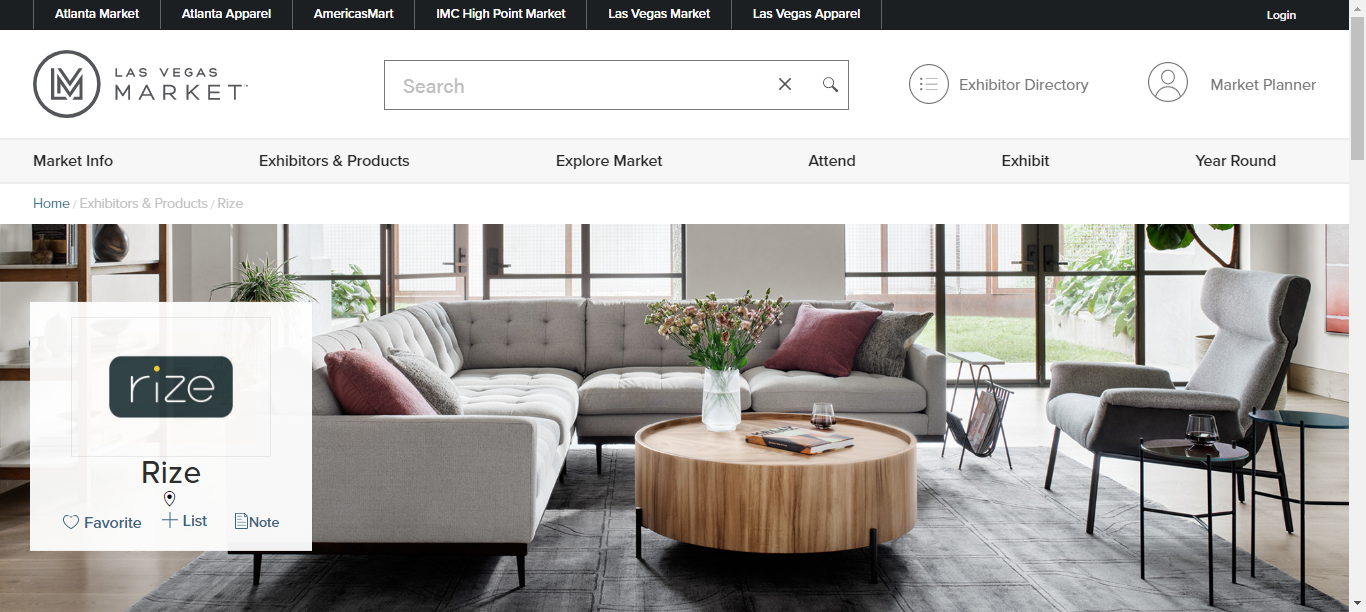 Atlanta Market Atlanta Apparel AmericasMart IMC High Point Market Las Vegas Market Las Vegas Apparel Login
LAS VEGAS
MARKET
Search
Exhibitor Directory
Market Planner
Market Info Exhibitors & Products Explore Market Attend Exhibit Year Round
Home / Exhibitors & Products / Rize
rize
Rize
Favorite List Note